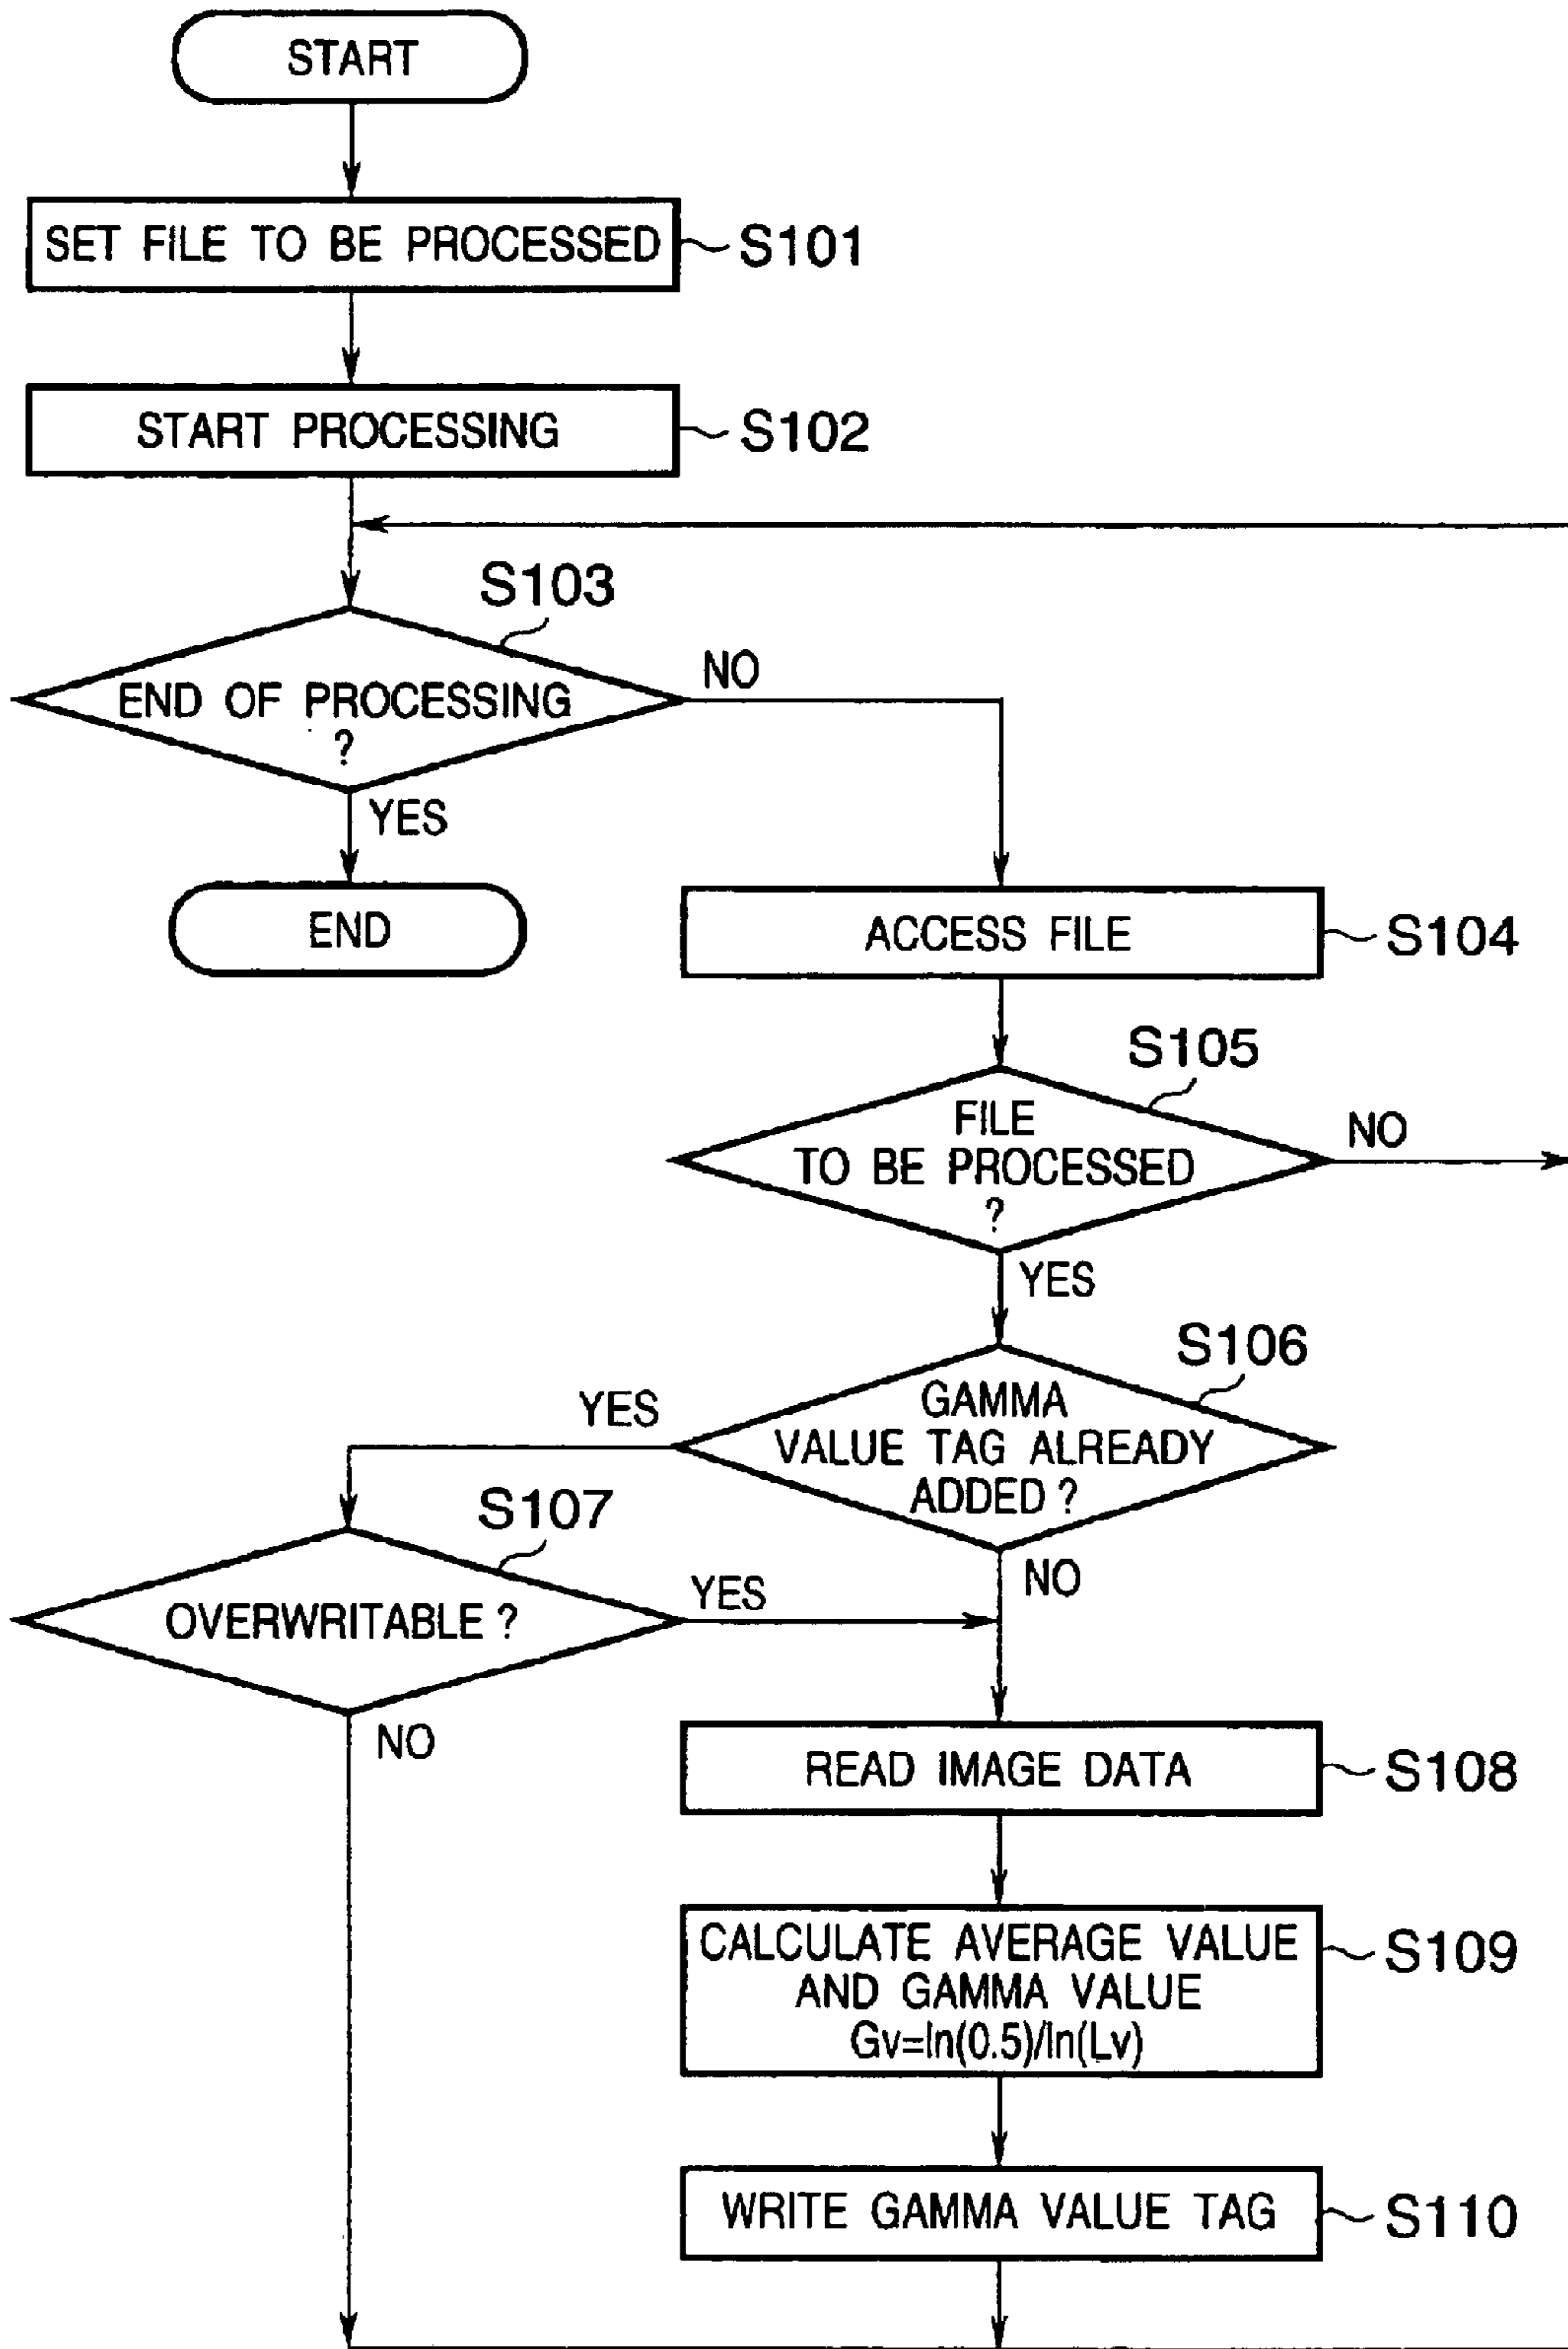 START
SET FILE TO BE PROCESSED
S101
START PROCESSING
S102
S103
END OF PROCESSING
?
NO
YES
END
ACCESS FILE
S104
S105
FILE
TO BE PROCESSED
?
NO
YES
S106
GAMMA
VALUE TAG ALREADY
ADDED ?
YES
NO
S107
OVERWRITABLE ?
YES
NO
READ IMAGE DATA
S108
CALCULATE AVERAGE VALUE
AND GAMMA VALUE
Gv=ln(0.5)/ln(Lv)
S109
WRITE GAMMA VALUE TAG
S110